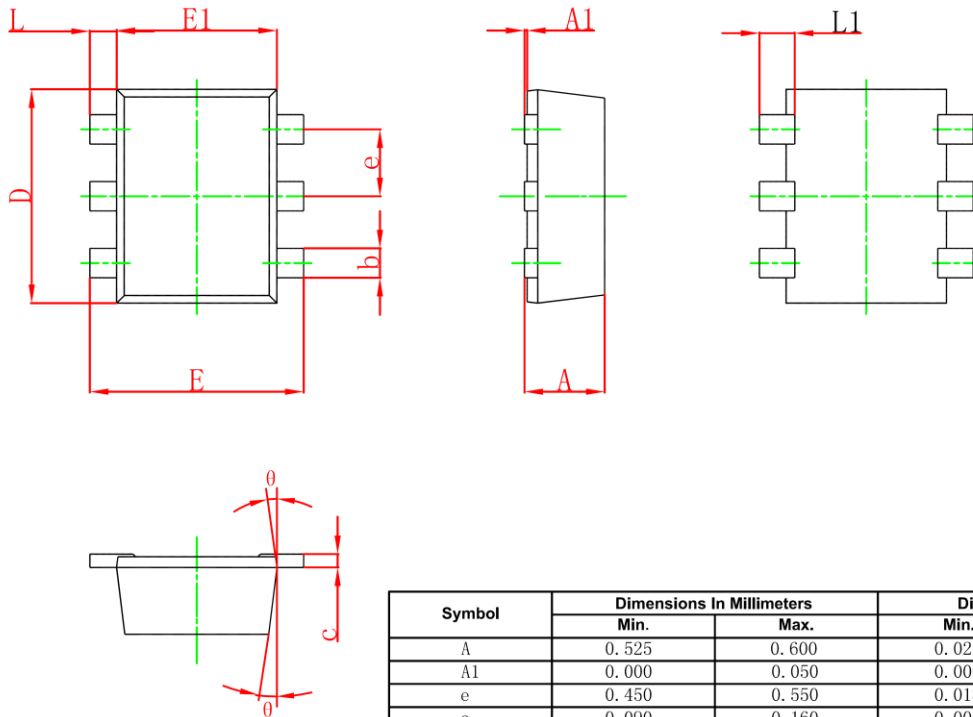 L
E1
A1
L1
D
e
b
E
A
θ
c
θ
Symbol
Dimensions In Millimeters
Min.
Max.
Min.
A
0.525
0.600
A1
0.000
0.050
e
0.450
0.550